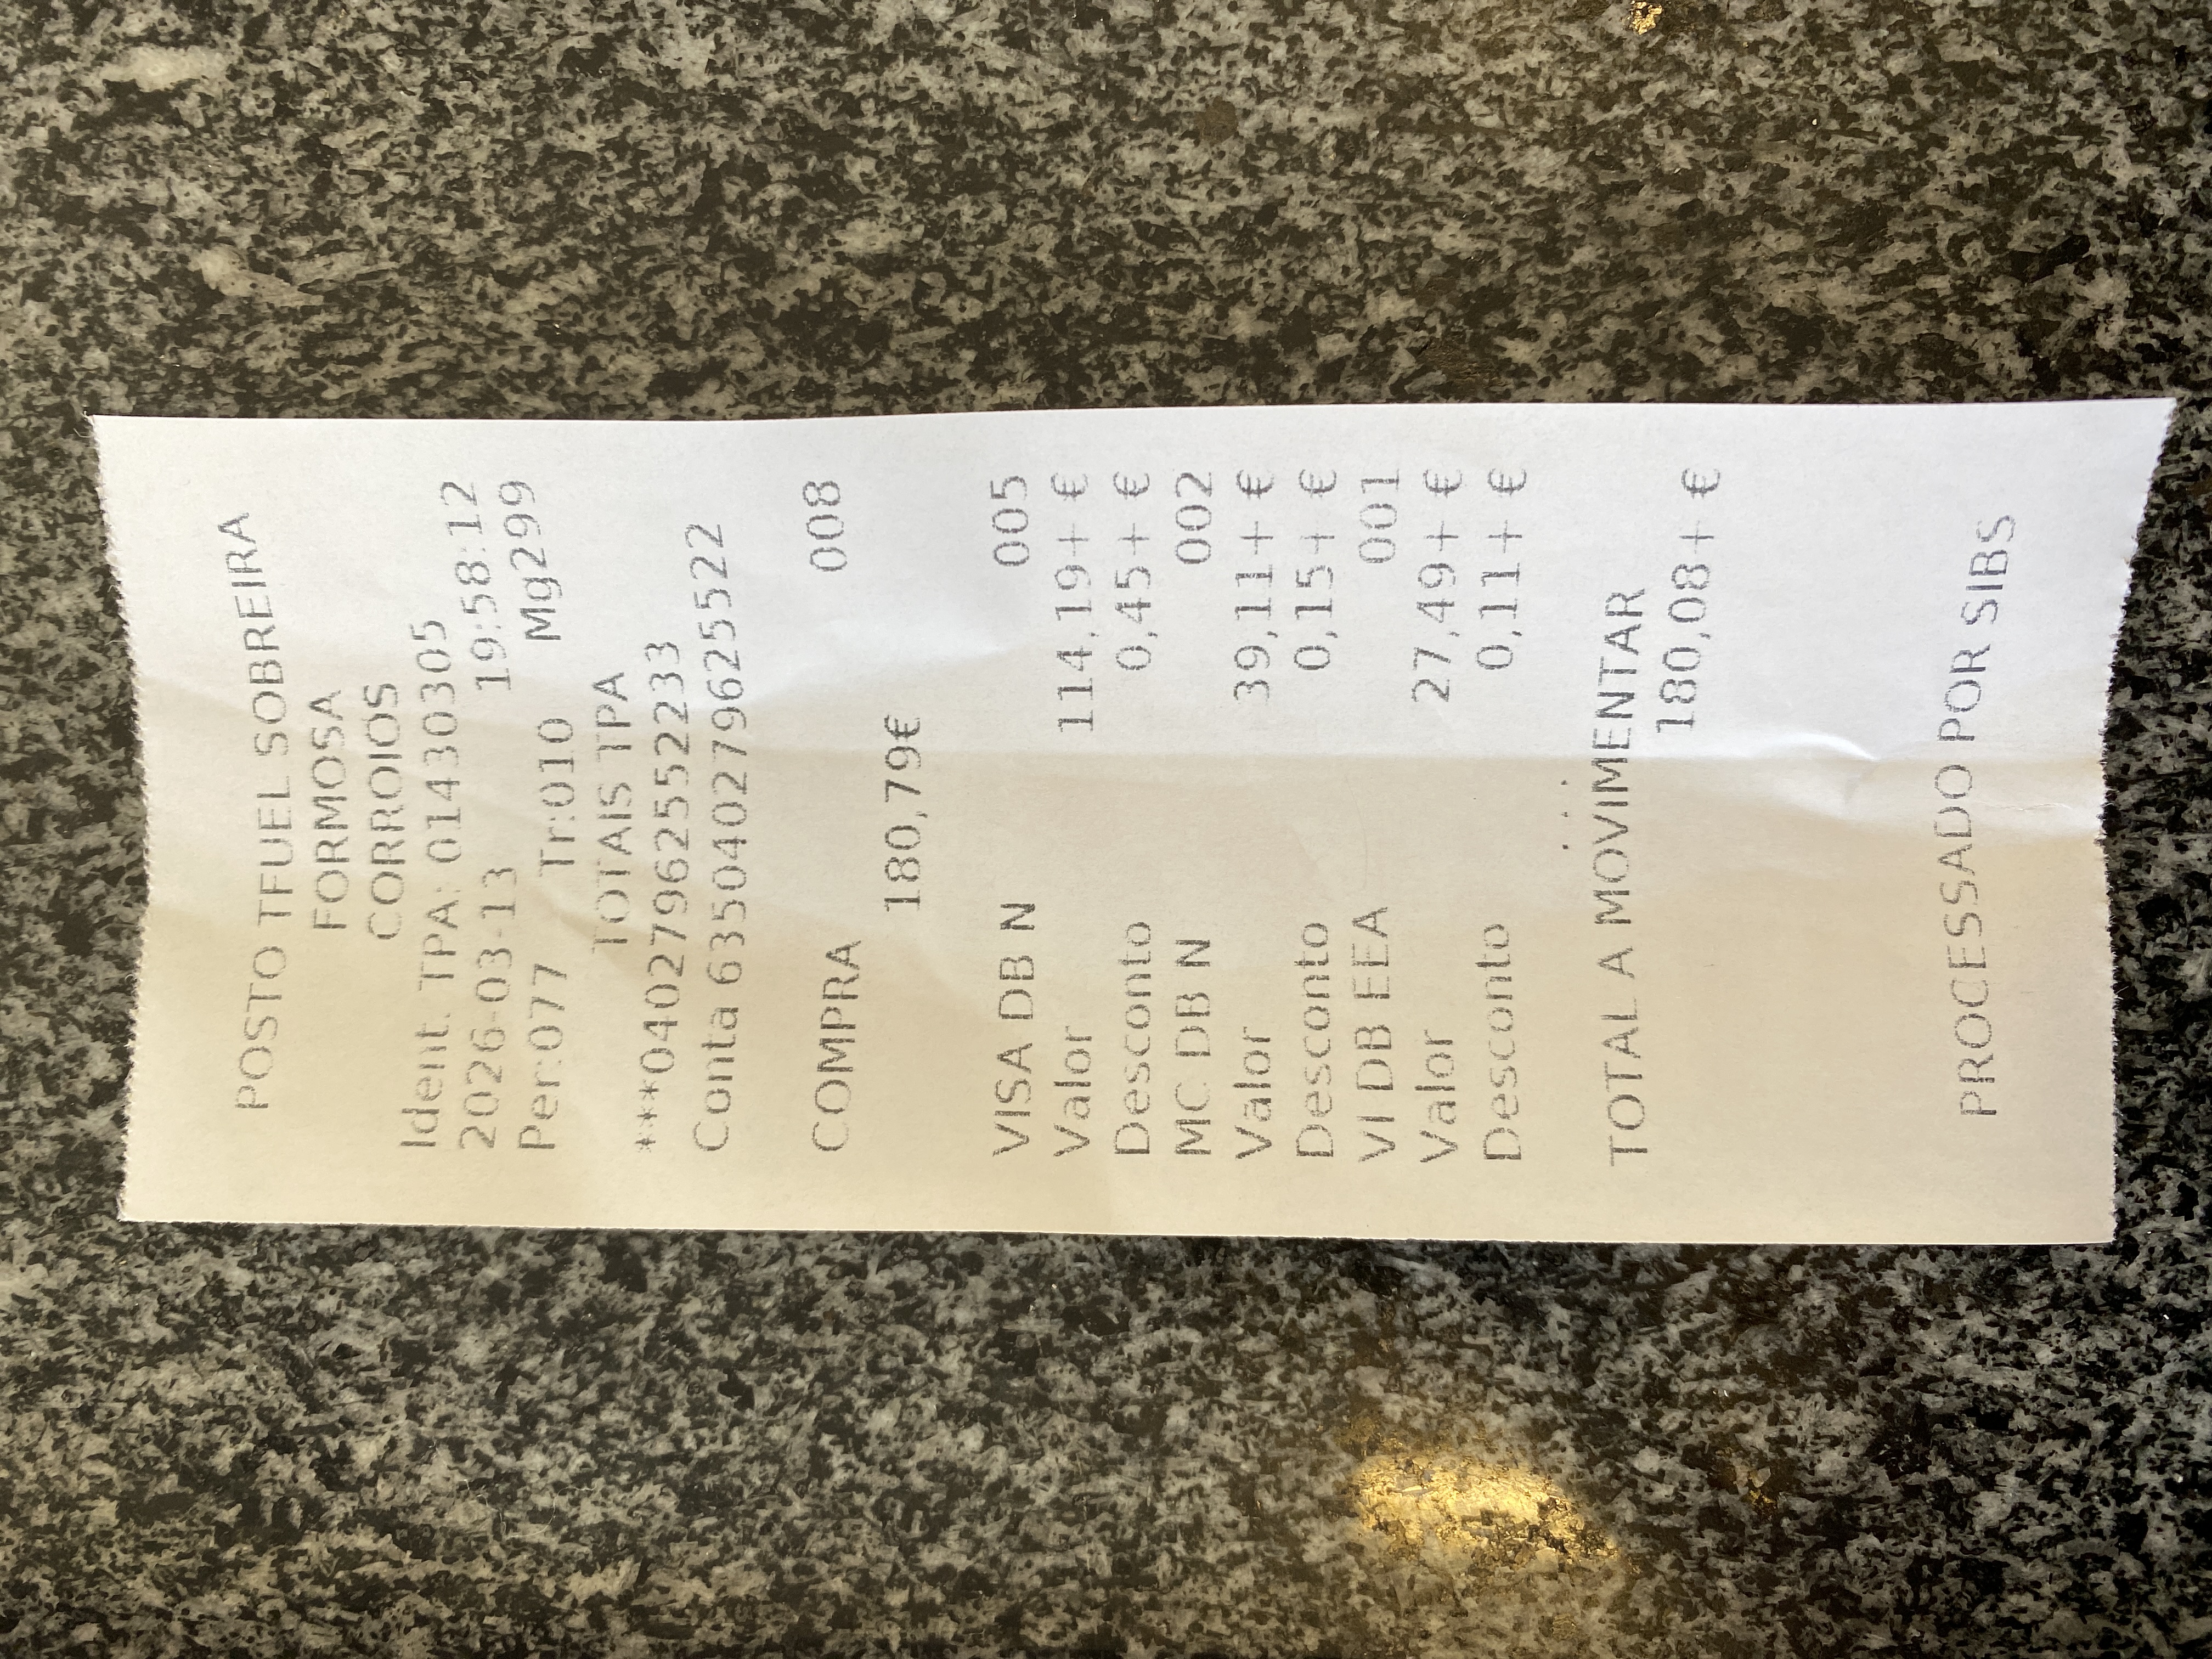 POSTO TFUEL SOBREIRA
FORMOSA
CORROIOS
Ident. TPA: 01430305
2026-03-13 19:58:12
Per:077 Tr:010 Mg299
TOTAIS TPA
***04027962552233
Conta 6350402796255522
COMPRA 008
180,79€
VISA DB N 005
Valor 114,19+ €
Desconto 0,45+ €
MC DB N 002
Valor 39,11+ €
Desconto 0,15+ €
VI DB EEA 001
Valor 27,49+ €
Desconto 0,11+ €
TOTAL A MOVIMENTAR
180,08+ €
PROCESSADO POR SIBS